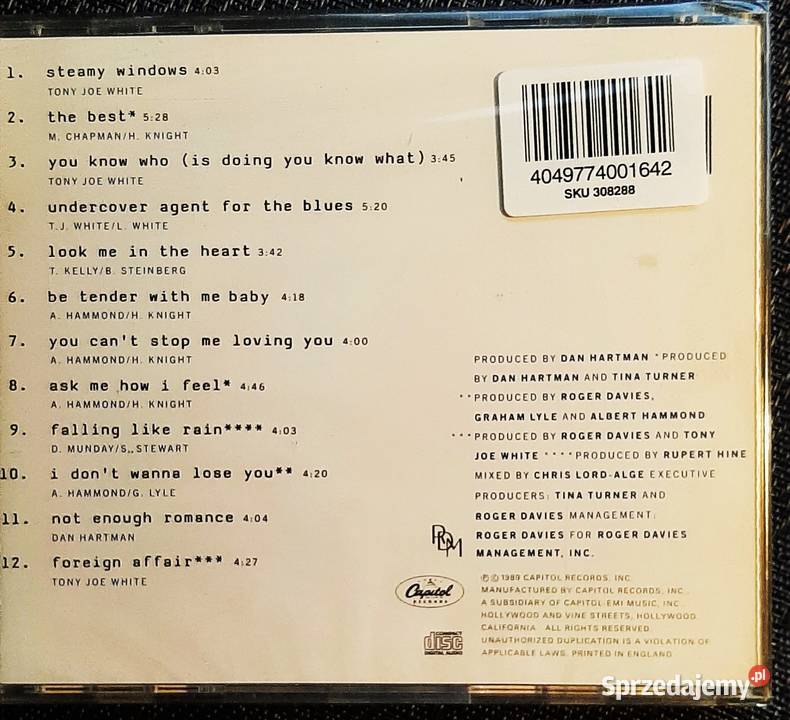 1. steamy windows 4:03
TONY JOE WHITE
2. the best* 5:28
M. CHAPMAN/H. KNIGHT
3. you know who (is doing you know what) 3:45
TONY JOE WHITE
4. undercover agent for the blues 5:20
T.J. WHITE/L. WHITE
5. look me in the heart 3:42
T. KELLY/B. STEINBERG
6. be tender with me baby 4:18
A. HAMMOND/H. KNIGHT
7. you can't stop me loving you 4:00
A. HAMMOND/H. KNIGHT
8. ask me how i feel* 4:46
A. HAMMOND/H. KNIGHT
9. falling like rain**** 4:03
D. MUNDAY/S. STEWART
10. i don't wanna lose you** 4:20
A. HAMMOND/G. LYLE
11. not enough romance 4:04
DAN HARTMAN
12. foreign affair*** 4:27
TONY JOE WHITE
4049774001642
SKU 308288
PRODUCED BY DAN HARTMAN *PRODUCED
BY DAN HARTMAN AND TINA TURNER
**PRODUCED BY ROGER DAVIES,
GRAHAM LYLE AND ALBERT HAMMOND
***PRODUCED BY ROGER DAVIES AND TONY
JOE WHITE ****PRODUCED BY RUPERT HINE
MIXED BY CHRIS LORD-ALGE EXECUTIVE
PRODUCERS: TINA TURNER AND
ROGER DAVIES MANAGEMENT:
ROGER DAVIES FOR ROGER DAVIES
MANAGEMENT, INC.
RDM
Capitol
RECORDS
℗ © 1989 CAPITOL RECORDS, INC.
MANUFACTURED BY CAPITOL RECORDS, INC.,
A SUBSIDIARY OF CAPITOL-EMI MUSIC, INC.
HOLLYWOOD AND VINE STREETS, HOLLYWOOD,
CALIFORNIA. ALL RIGHTS RESERVED.
UNAUTHORIZED DUPLICATION IS A VIOLATION OF
APPLICABLE LAWS. PRINTED IN ENGLAND
COMPACT
disc
DIGITAL AUDIO
Sprzedajemy.pl